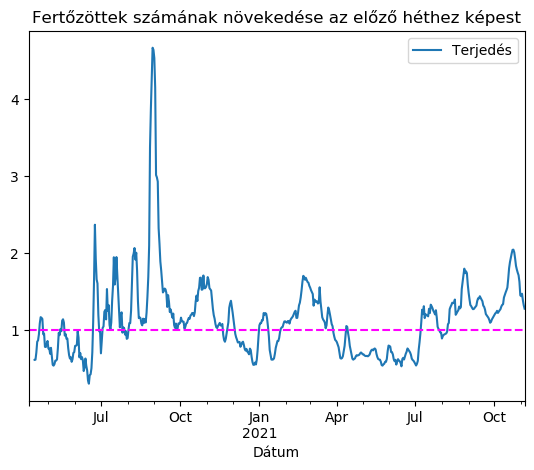 Fertőzöttek számának növekedése az előző héthez képest
Terjedés
4
3
2
1
Jul
Oct
Jan
2021
Apr
Jul
Oct
Dátum